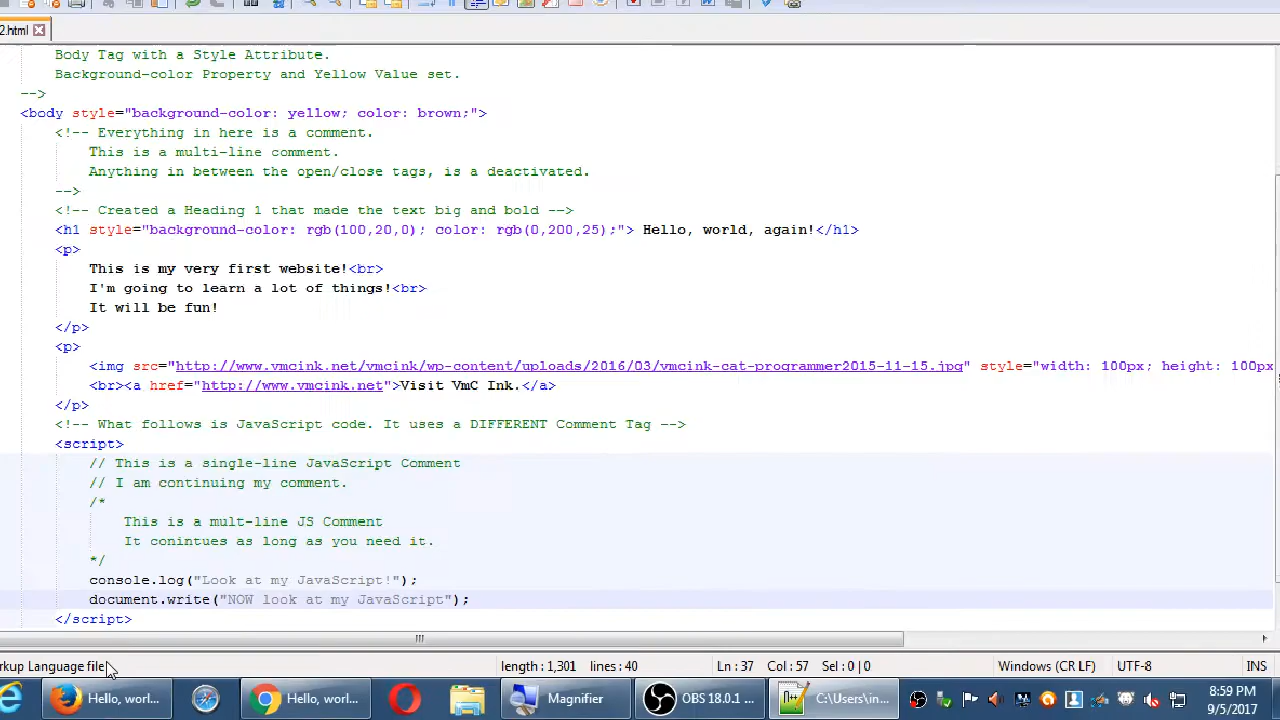 2.html
Body Tag with a Style Attribute.
Background-color Property and Yellow Value set.
-->
<body style="background-color: yellow; color: brown;">
<!-- Everything in here is a comment.
This is a multi-line comment.
Anything in between the open/close tags, is a deactivated.
-->
<!-- Created a Heading 1 that made the text big and bold -->
<h1 style="background-color: rgb(100,20,0); color: rgb(0,200,25);"> Hello, world, again!</h1>
<p>
This is my very first website!<br>
I'm going to learn a lot of things!<br>
It will be fun!
</p>
<p>
<img src="http://www.vmcink.net/vmcink/wp-content/uploads/2016/03/vmcink-cat-programmer2015-11-15.jpg" style="width: 100px; height: 100px
<br><a href="http://www.vmcink.net">Visit VmC Ink.</a>
</p>
<!-- What follows is JavaScript code. It uses a DIFFERENT Comment Tag -->
<script>
// This is a single-line JavaScript Comment
// I am continuing my comment.
/*
This is a mult-line JS Comment
It conintues as long as you need it.
*/
console.log("Look at my JavaScript!");
document.write("NOW look at my JavaScript");
</script>
rkup Language file length : 1,301 lines : 40 Ln : 37 Col : 57 Sel : 0 | 0 Windows (CR LF) UTF-8 INS
Hello, worl... Hello, worl... Magnifier OBS 18.0.1 ... C:\Users\in... 8:59 PM
9/5/2017